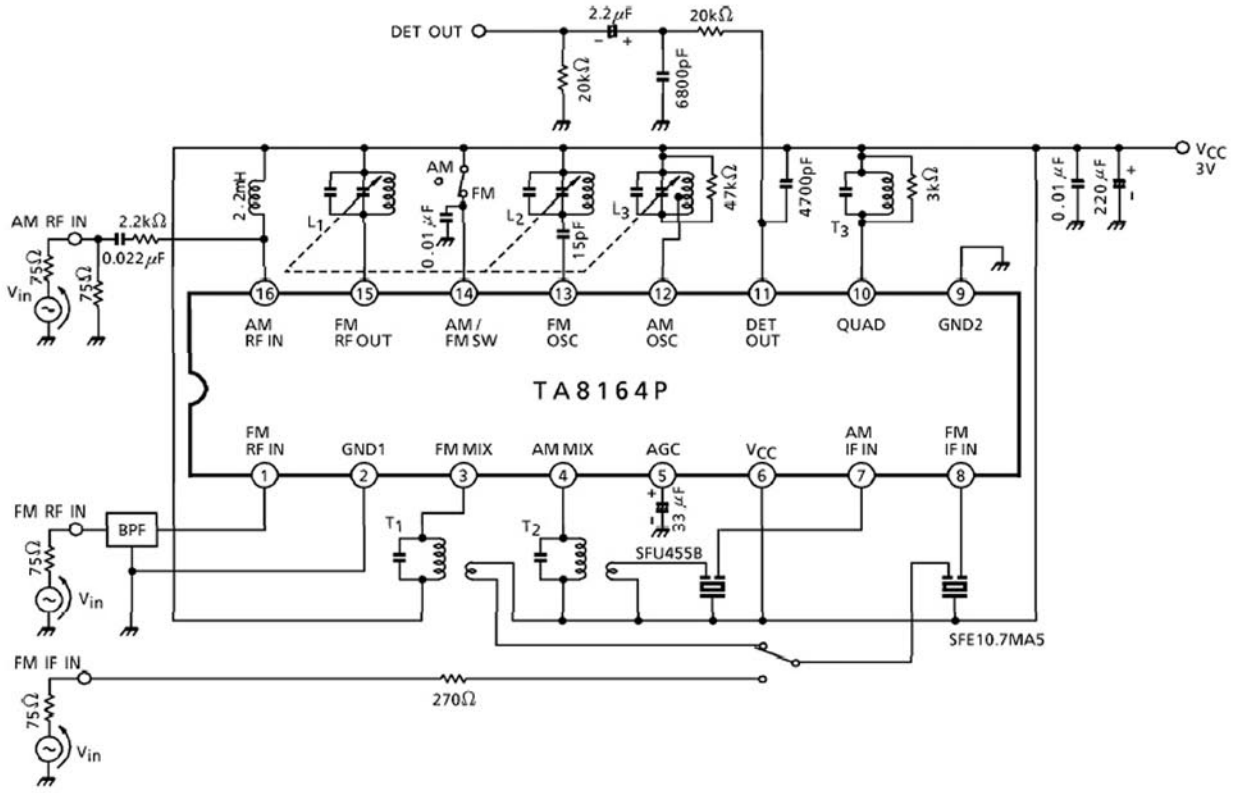 DET OUT
2.2μF
- +
20kΩ
20kΩ
6800pF
VCC
3V
2.2mH
L1
AM
FM
0.01μF
L2
15pF
L3
47kΩ
4700pF
T3
3kΩ
0.01μF
220μF
+
-
AM RF IN
2.2kΩ
0.022μF
75Ω
75Ω
Vin
16 15 14 13 12 11 10 9
AM RF IN
FM RF OUT
AM / FM SW
FM OSC
AM OSC
DET OUT
QUAD
GND2
TA8164P
FM RF IN
GND1
FM MIX
AM MIX
AGC
VCC
AM IF IN
FM IF IN
1 2 3 4 5 6 7 8
+
-
33μF
FM RF IN
BPF
75Ω
Vin
T1
T2
SFU455B
SFE10.7MA5
FM IF IN
270Ω
75Ω
Vin